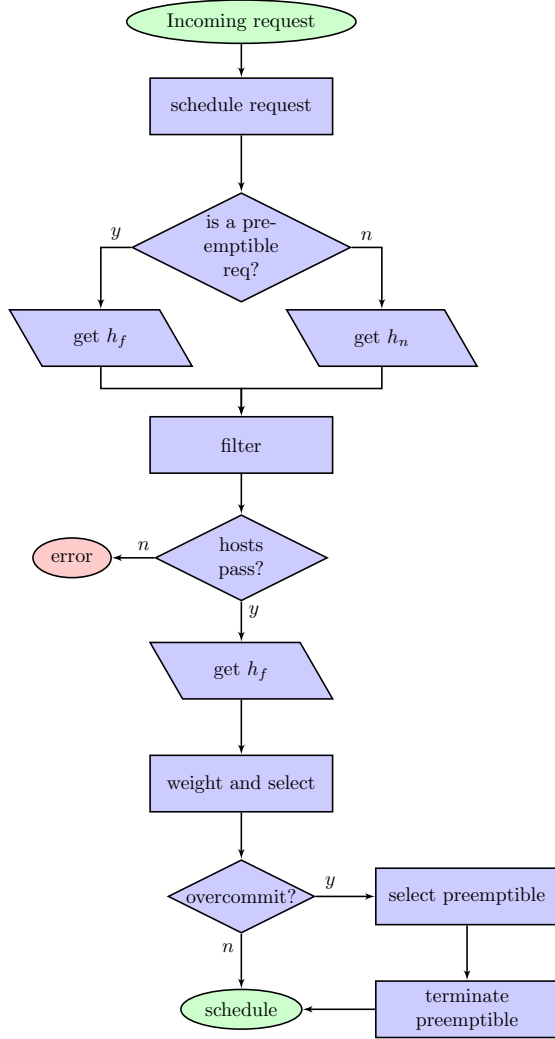 Incoming request
schedule request
is a pre-
emptible
req?
y
n
get h_f
get h_n
filter
hosts
pass?
n
error
y
get h_f
weight and select
overcommit?
y
select preemptible
n
schedule
terminate
preemptible